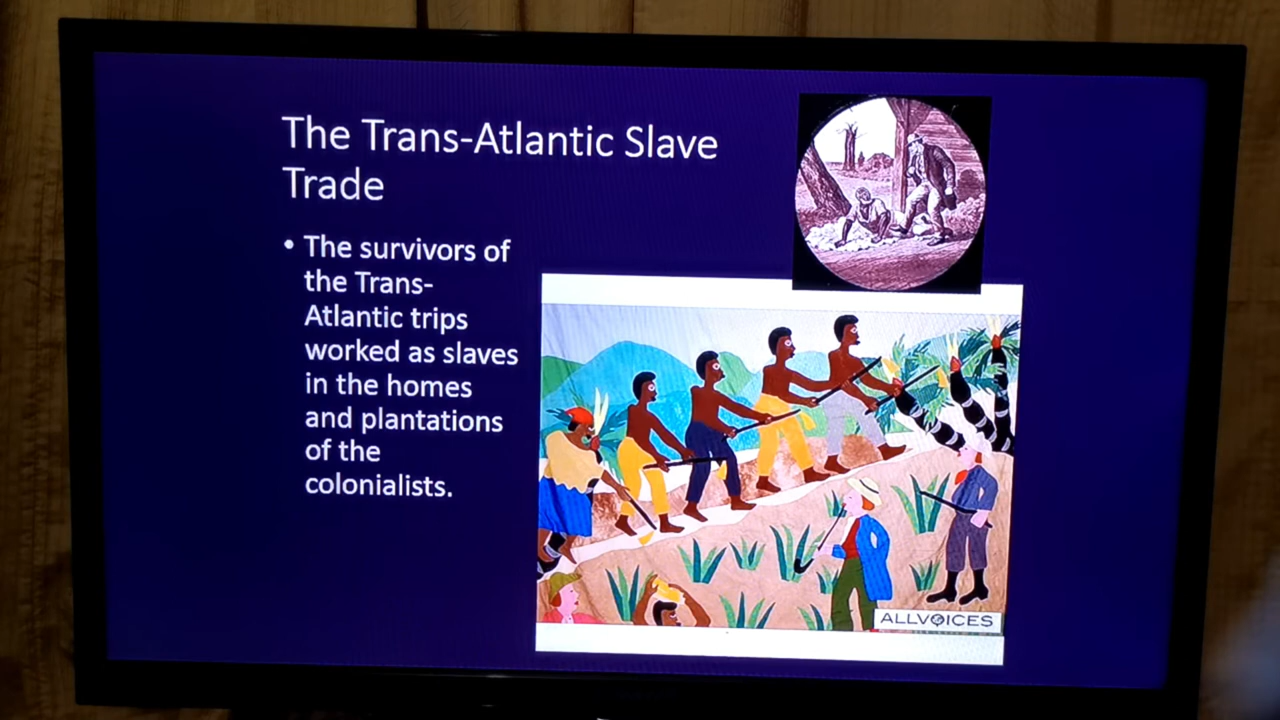 The Trans-Atlantic Slave
Trade
• The survivors of
the Trans-
Atlantic trips
worked as slaves
in the homes
and plantations
of the
colonialists.
ALLVOICES